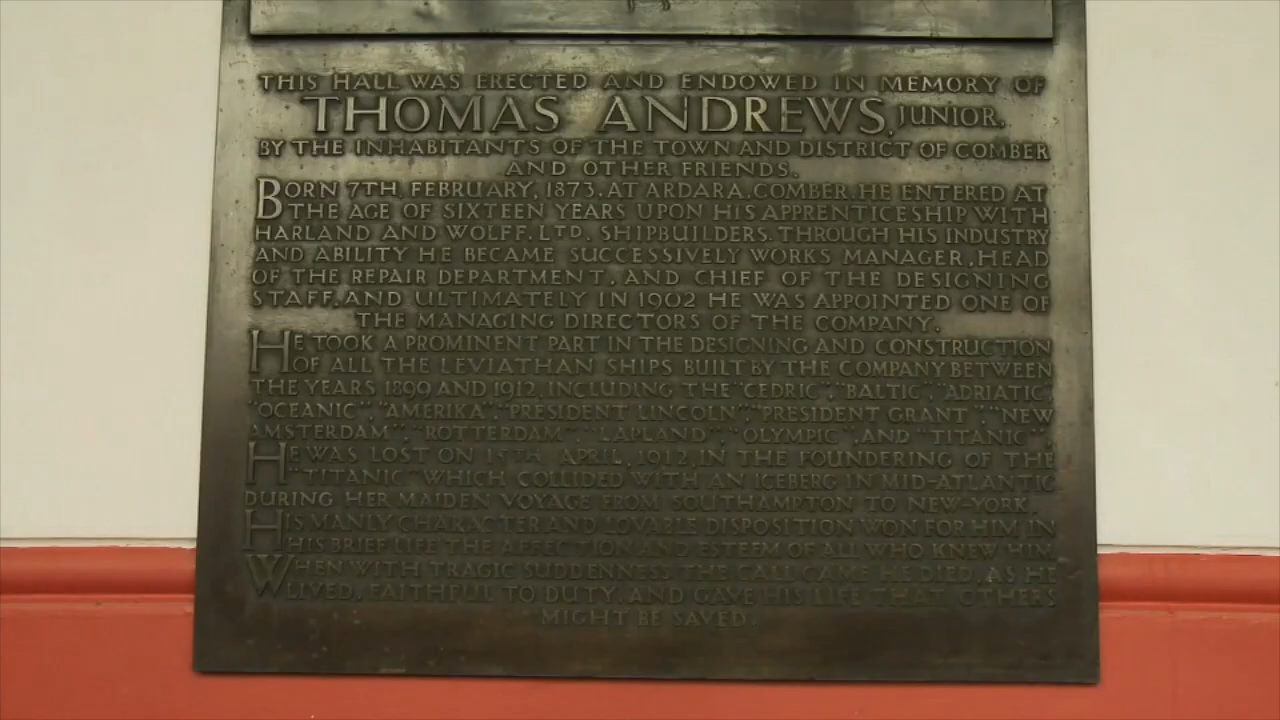 THIS HALL WAS ERECTED AND ENDOWED IN MEMORY OF
THOMAS ANDREWS, JUNIOR,
BY THE INHABITANTS OF THE TOWN AND DISTRICT OF COMBER
AND OTHER FRIENDS.
BORN 7TH, FEBRUARY, 1873, AT ARDARA, COMBER, HE ENTERED AT
THE AGE OF SIXTEEN YEARS UPON HIS APPRENTICESHIP WITH
HARLAND AND WOLFF, LTD, SHIPBUILDERS. THROUGH HIS INDUSTRY
AND ABILITY HE BECAME SUCCESSIVELY WORKS MANAGER, HEAD
OF THE REPAIR DEPARTMENT, AND CHIEF OF THE DESIGNING
STAFF, AND ULTIMATELY IN 1902 HE WAS APPOINTED ONE OF
THE MANAGING DIRECTORS OF THE COMPANY.
HE TOOK A PROMINENT PART IN THE DESIGNING AND CONSTRUCTION
OF ALL THE LEVIATHAN SHIPS BUILT BY THE COMPANY BETWEEN
THE YEARS 1899 AND 1912, INCLUDING THE "CEDRIC", "BALTIC", "ADRIATIC",
"OCEANIC", "AMERIKA", "PRESIDENT LINCOLN", "PRESIDENT GRANT", "NEW
AMSTERDAM", "ROTTERDAM", "LAPLAND", "OLYMPIC", AND "TITANIC".
HE WAS LOST ON 15TH, APRIL, 1912, IN THE FOUNDERING OF THE
"TITANIC" WHICH COLLIDED WITH AN ICEBERG IN MID-ATLANTIC
DURING HER MAIDEN VOYAGE FROM SOUTHAMPTON TO NEW-YORK.
HIS MANLY CHARACTER AND LOVABLE DISPOSITION WON FOR HIM IN
HIS BRIEF LIFE THE AFFECTION AND ESTEEM OF ALL WHO KNEW HIM.
WHEN WITH TRAGIC SUDDENNESS THE CALL CAME HE DIED, AS HE
LIVED, FAITHFUL TO DUTY, AND GAVE HIS LIFE THAT OTHERS
MIGHT BE SAVED.